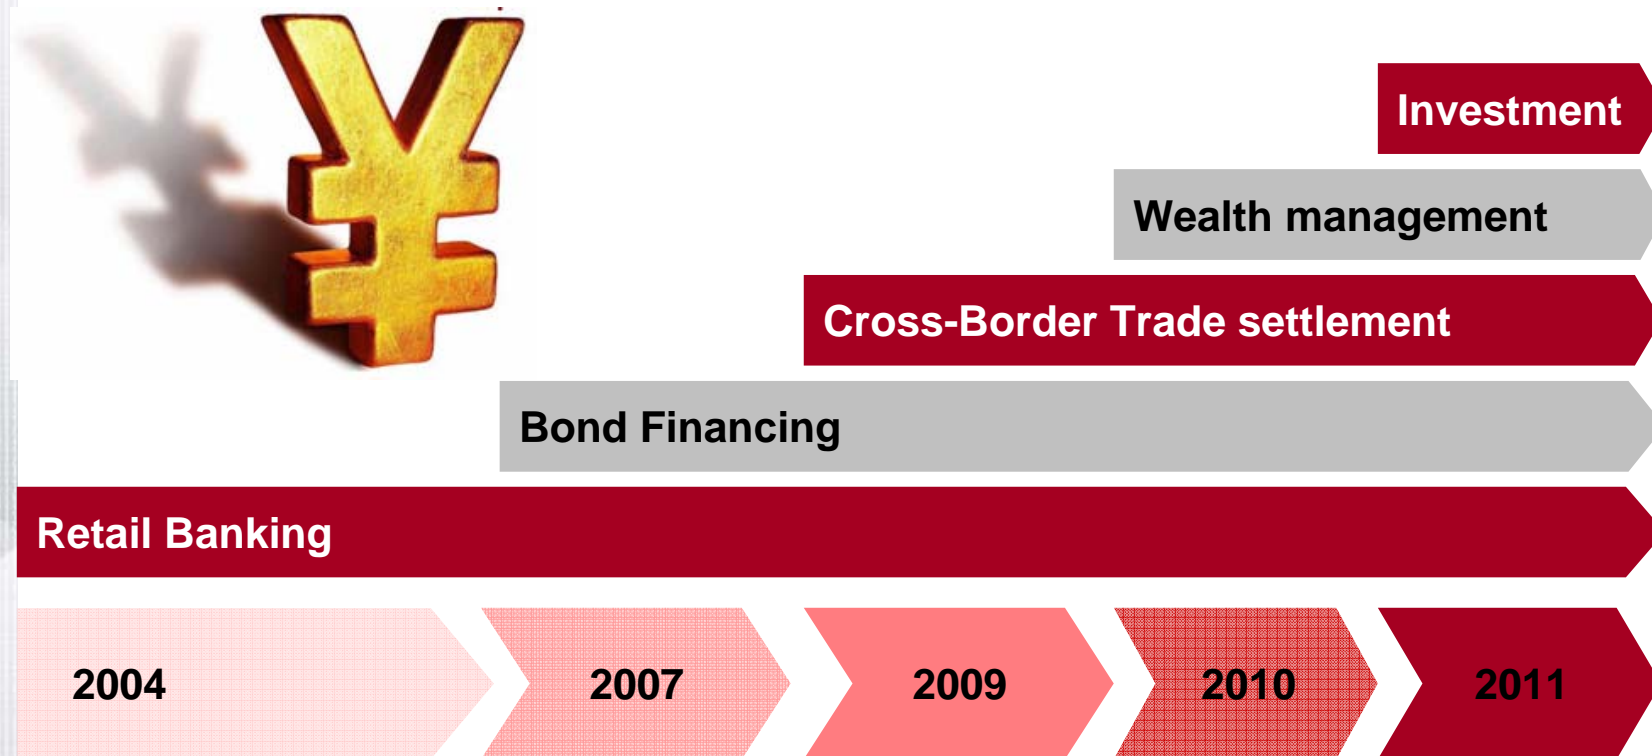 Investment
Wealth management
Cross-Border Trade settlement
Bond Financing
Retail Banking
2004 2007 2009 2010 2011